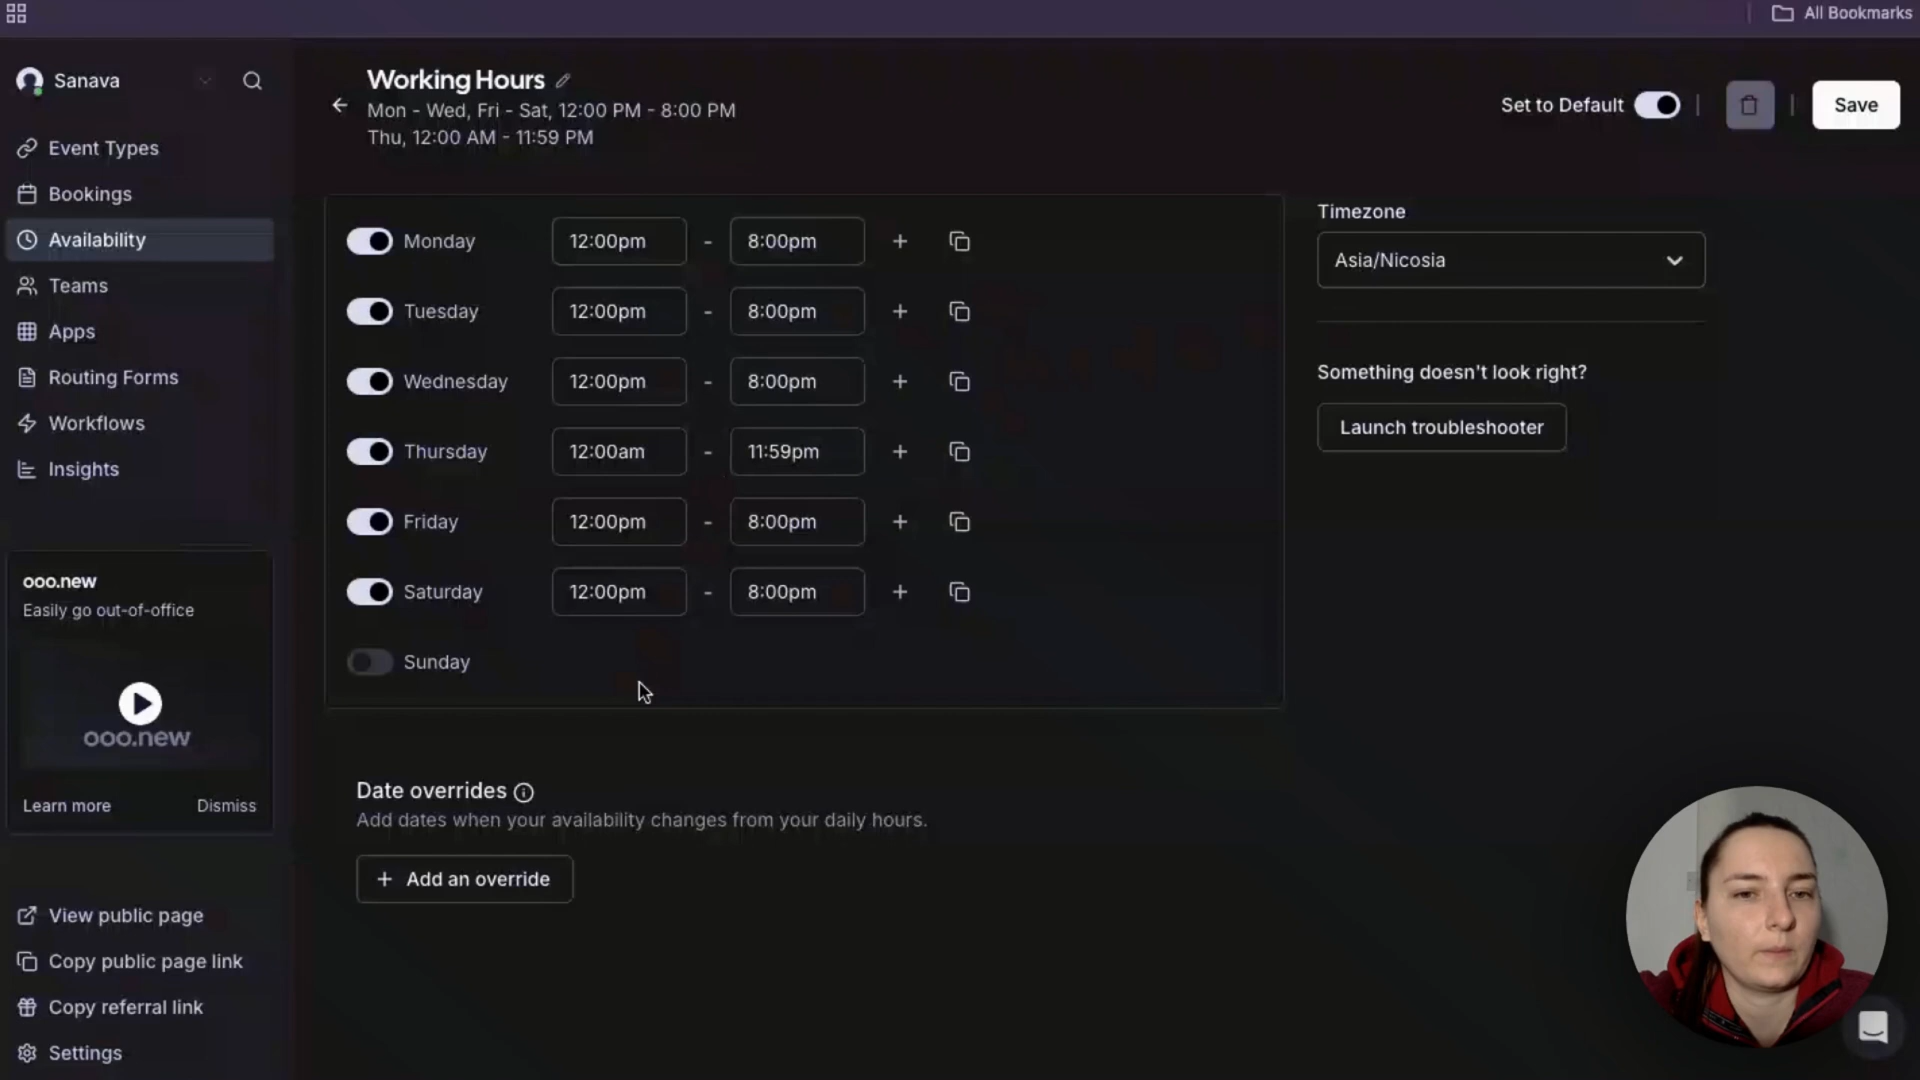 All Bookmarks
Sanava
Event Types
Bookings
Availability
Teams
Apps
Routing Forms
Workflows
Insights
ooo.new
Easily go out-of-office
ooo.new
Learn more
Dismiss
View public page
Copy public page link
Copy referral link
Settings
Working Hours
Mon - Wed, Fri - Sat, 12:00 PM - 8:00 PM
Thu, 12:00 AM - 11:59 PM
Set to Default
Save
Monday 12:00pm - 8:00pm
Tuesday 12:00pm - 8:00pm
Wednesday 12:00pm - 8:00pm
Thursday 12:00am - 11:59pm
Friday 12:00pm - 8:00pm
Saturday 12:00pm - 8:00pm
Sunday
Date overrides
Add dates when your availability changes from your daily hours.
+ Add an override
Timezone
Asia/Nicosia
Something doesn't look right?
Launch troubleshooter